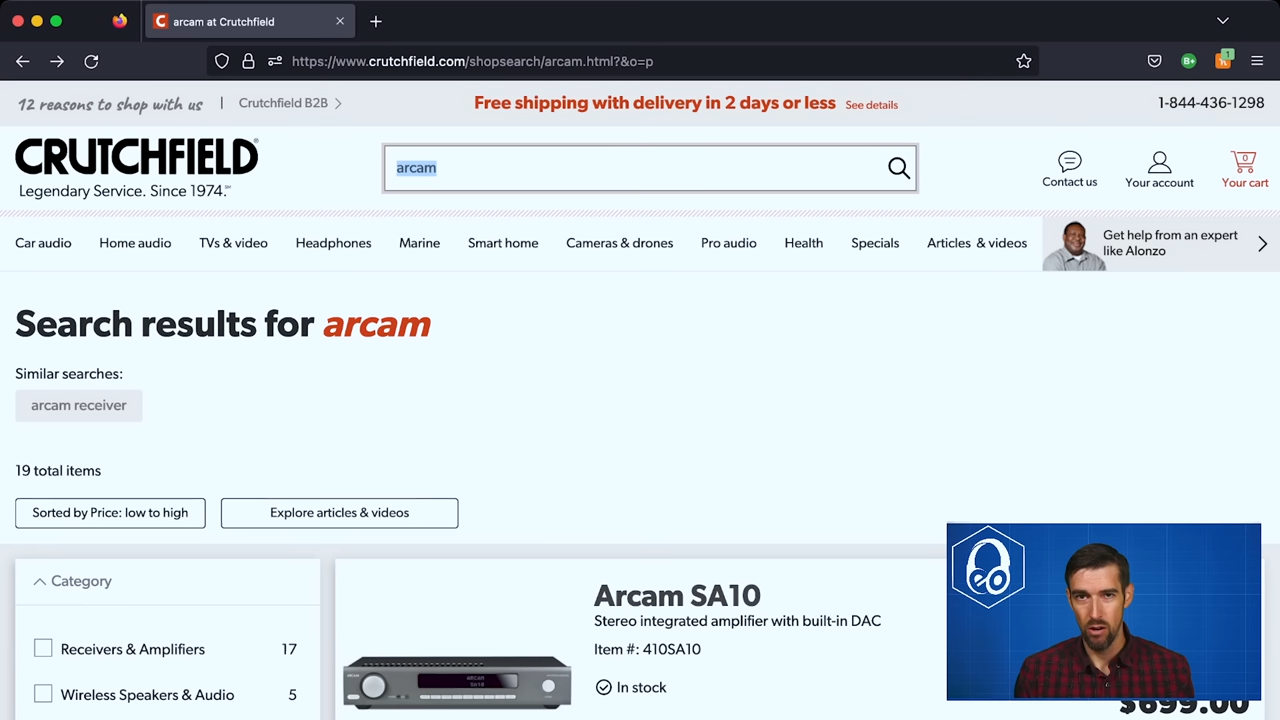 arcam at Crutchfield
https://www.crutchfield.com/shopsearch/arcam.html?&o=p
B+
1
12 reasons to shop with us | Crutchfield B2B
Free shipping with delivery in 2 days or less See details
1-844-436-1298
CRUTCHFIELD
Legendary Service. Since 1974.
arcam
Contact us
Your account
0
Your cart
Car audio
Home audio
TVs & video
Headphones
Marine
Smart home
Cameras & drones
Pro audio
Health
Specials
Articles & videos
Get help from an expert
like Alonzo
Search results for arcam
Similar searches:
arcam receiver
19 total items
Sorted by Price: low to high
Explore articles & videos
Category
Receivers & Amplifiers 17
Wireless Speakers & Audio 5
Arcam SA10
Stereo integrated amplifier with built-in DAC
Item #: 410SA10
In stock
ARCAM
SA10
$699.00